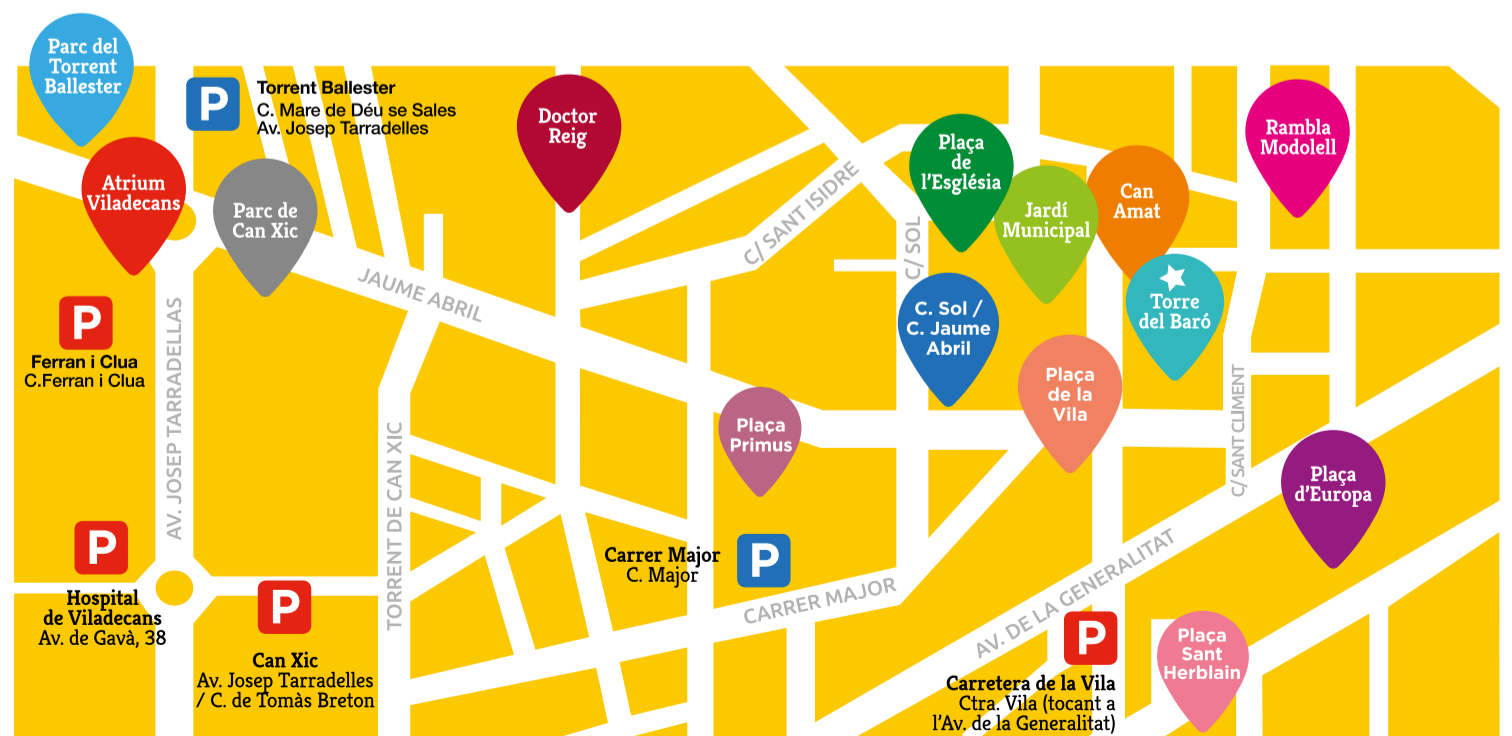 Parc del
Torrent
Ballester
P
Torrent Ballester
C. Mare de Déu se Sales
Av. Josep Tarradelles
Doctor
Reig
Rambla
Modolell
Plaça
de
l'Església
Atrium
Viladecans
Parc de
Can Xic
Can
Amat
Jardí
Municipal
C/ SANT ISIDRE
C/ SOL
JAUME ABRIL
C. Sol /
C. Jaume
Abril
Torre
del Baró
P
Ferran i Clua
C.Ferran i Clua
AV. JOSEP TARRADELLAS
Plaça
de la
Vila
C/ SANT CLIMENT
Plaça
Primus
TORRENT DE CAN XIC
Plaça
d'Europa
P
Hospital
de Viladecans
Av. de Gavà, 38
Carrer Major
C. Major
P
CARRER MAJOR
AV. DE LA GENERALITAT
P
Can Xic
Av. Josep Tarradelles
/ C. de Tomàs Breton
P
Carretera de la Vila
Ctra. Vila (tocant a
l'Av. de la Generalitat)
Plaça
Sant
Herblain